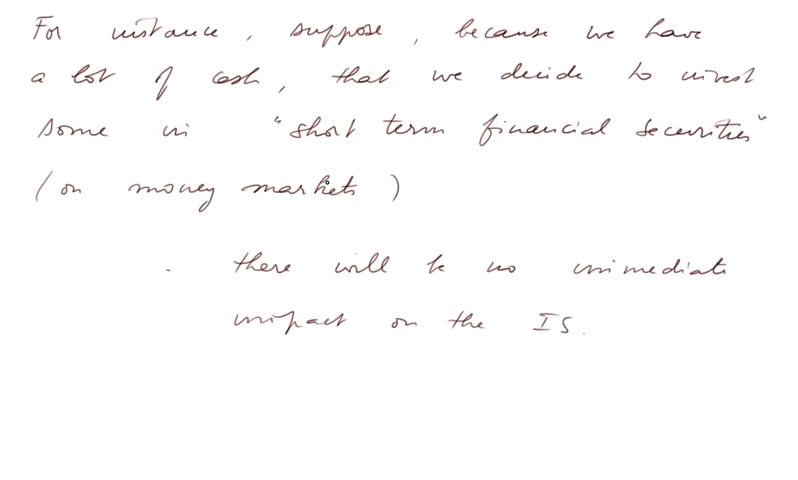 For instance, suppose, because we have
a lot of cash, that we decide to invest
some in "short term financial securities"
(on money markets)
. there will be no immediate
impact on the IS.